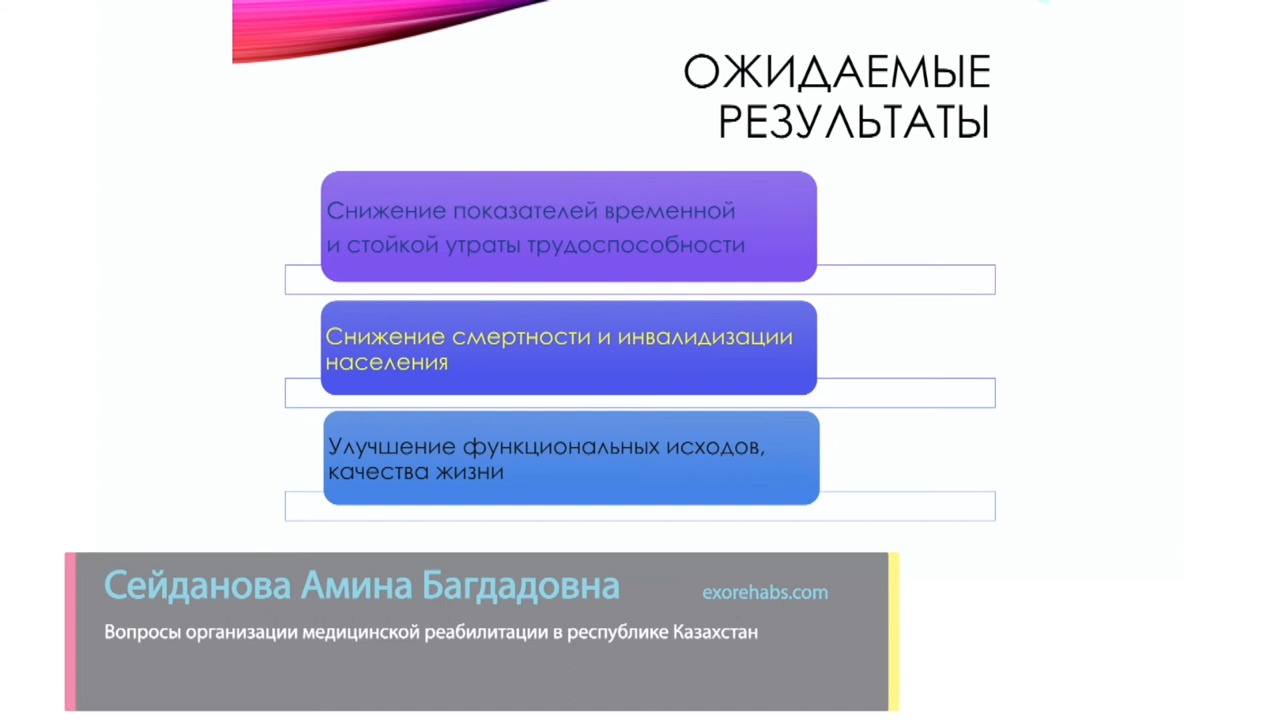 ОЖИДАЕМЫЕ
РЕЗУЛЬТАТЫ
Снижение показателей временной
и стойкой утраты трудоспособности
Снижение смертности и инвалидизации
населения
Улучшение функциональных исходов,
качества жизни
Сейданова Амина Багдадовна
exorehabs.com
Вопросы организации медицинской реабилитации в республике Казахстан